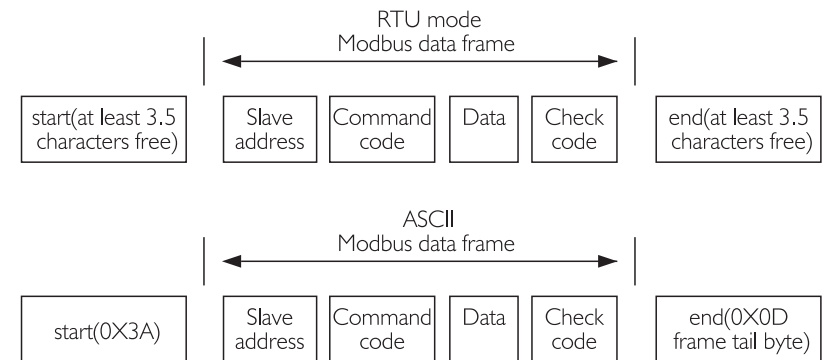 RTU mode
Modbus data frame
start(at least 3.5
characters free)
Slave
address
Command
code
Data
Check
code
end(at least 3.5
characters free)
ASCII
Modbus data frame
start(0X3A)
Slave
address
Command
code
Data
Check
code
end(0X0D
frame tail byte)